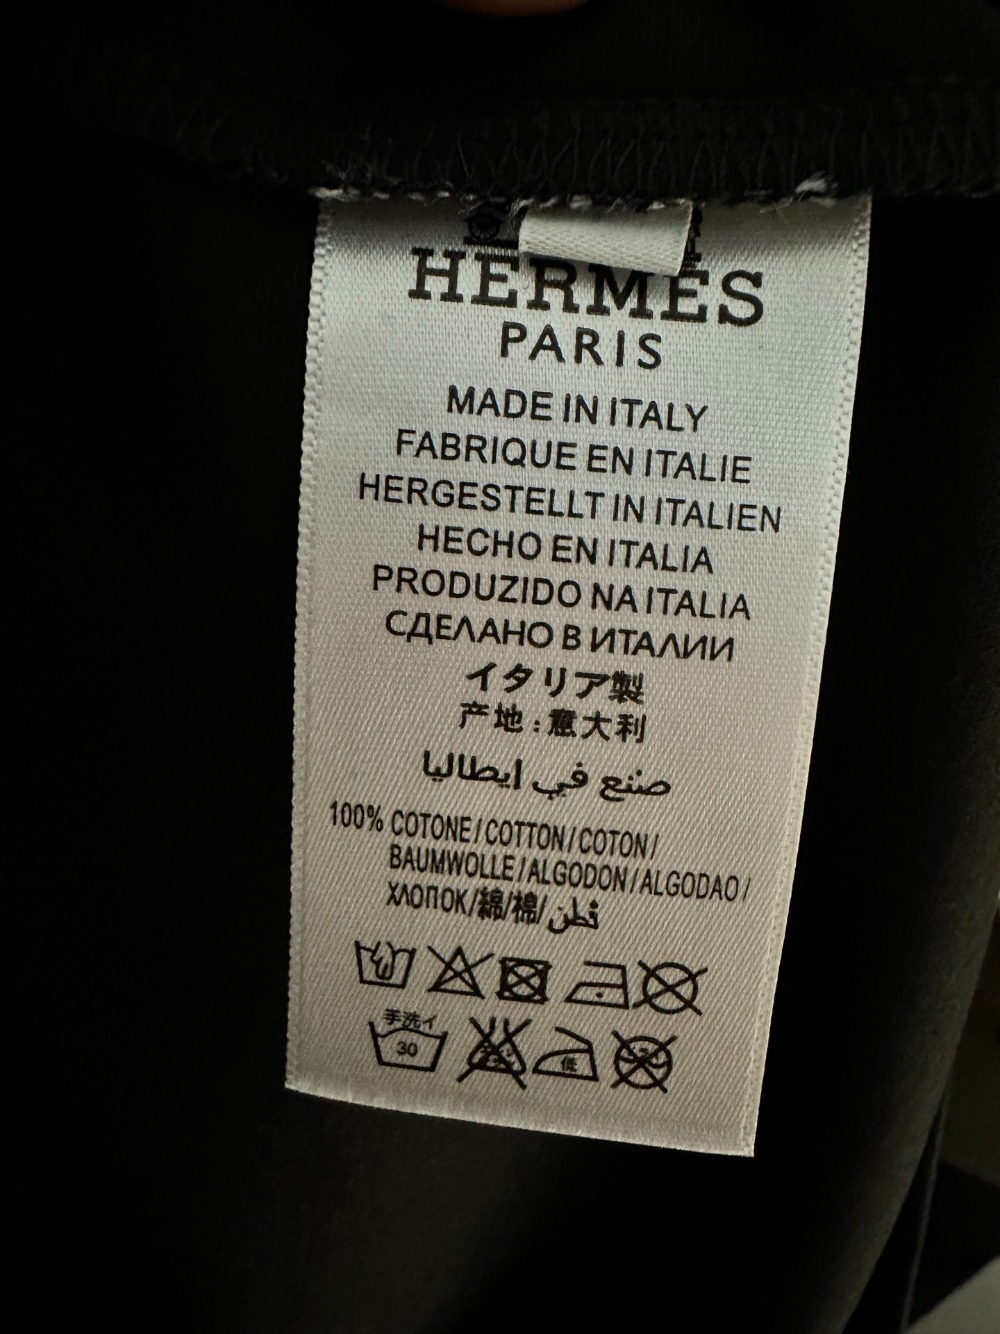 HERMÈS
PARIS
MADE IN ITALY
FABRIQUE EN ITALIE
HERGESTELLT IN ITALIEN
HECHO EN ITALIA
PRODUZIDO NA ITALIA
СДЕЛАНО В ИТАЛИИ
イタリア製
产地:意大利
صنع في إيطاليا
100% COTONE/COTTON/COTON/
BAUMWOLLE/ALGODON/ALGODAO/
ХЛОПОК/綿/棉/قطن
手洗イ
30
低